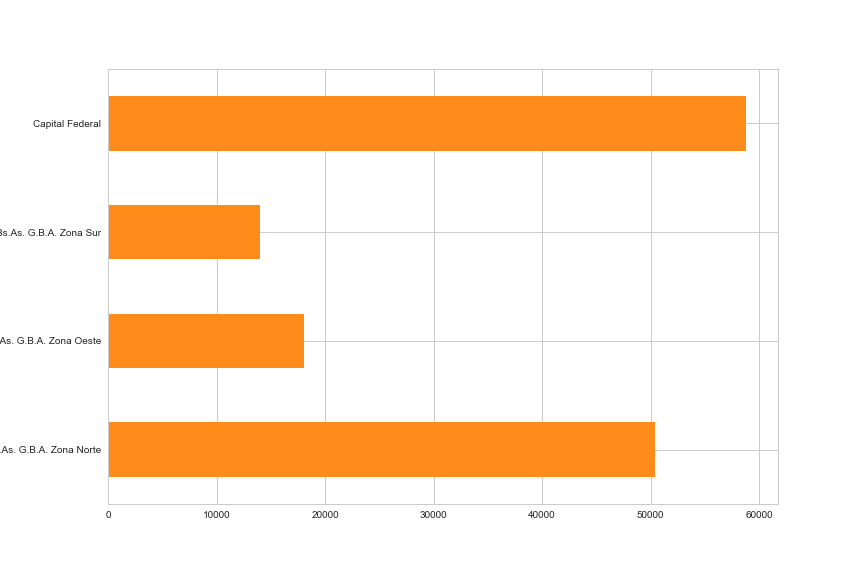 Capital Federal
s.As. G.B.A. Zona Sur
As. G.B.A. Zona Oeste
.As. G.B.A. Zona Norte
0 10000 20000 30000 40000 50000 60000